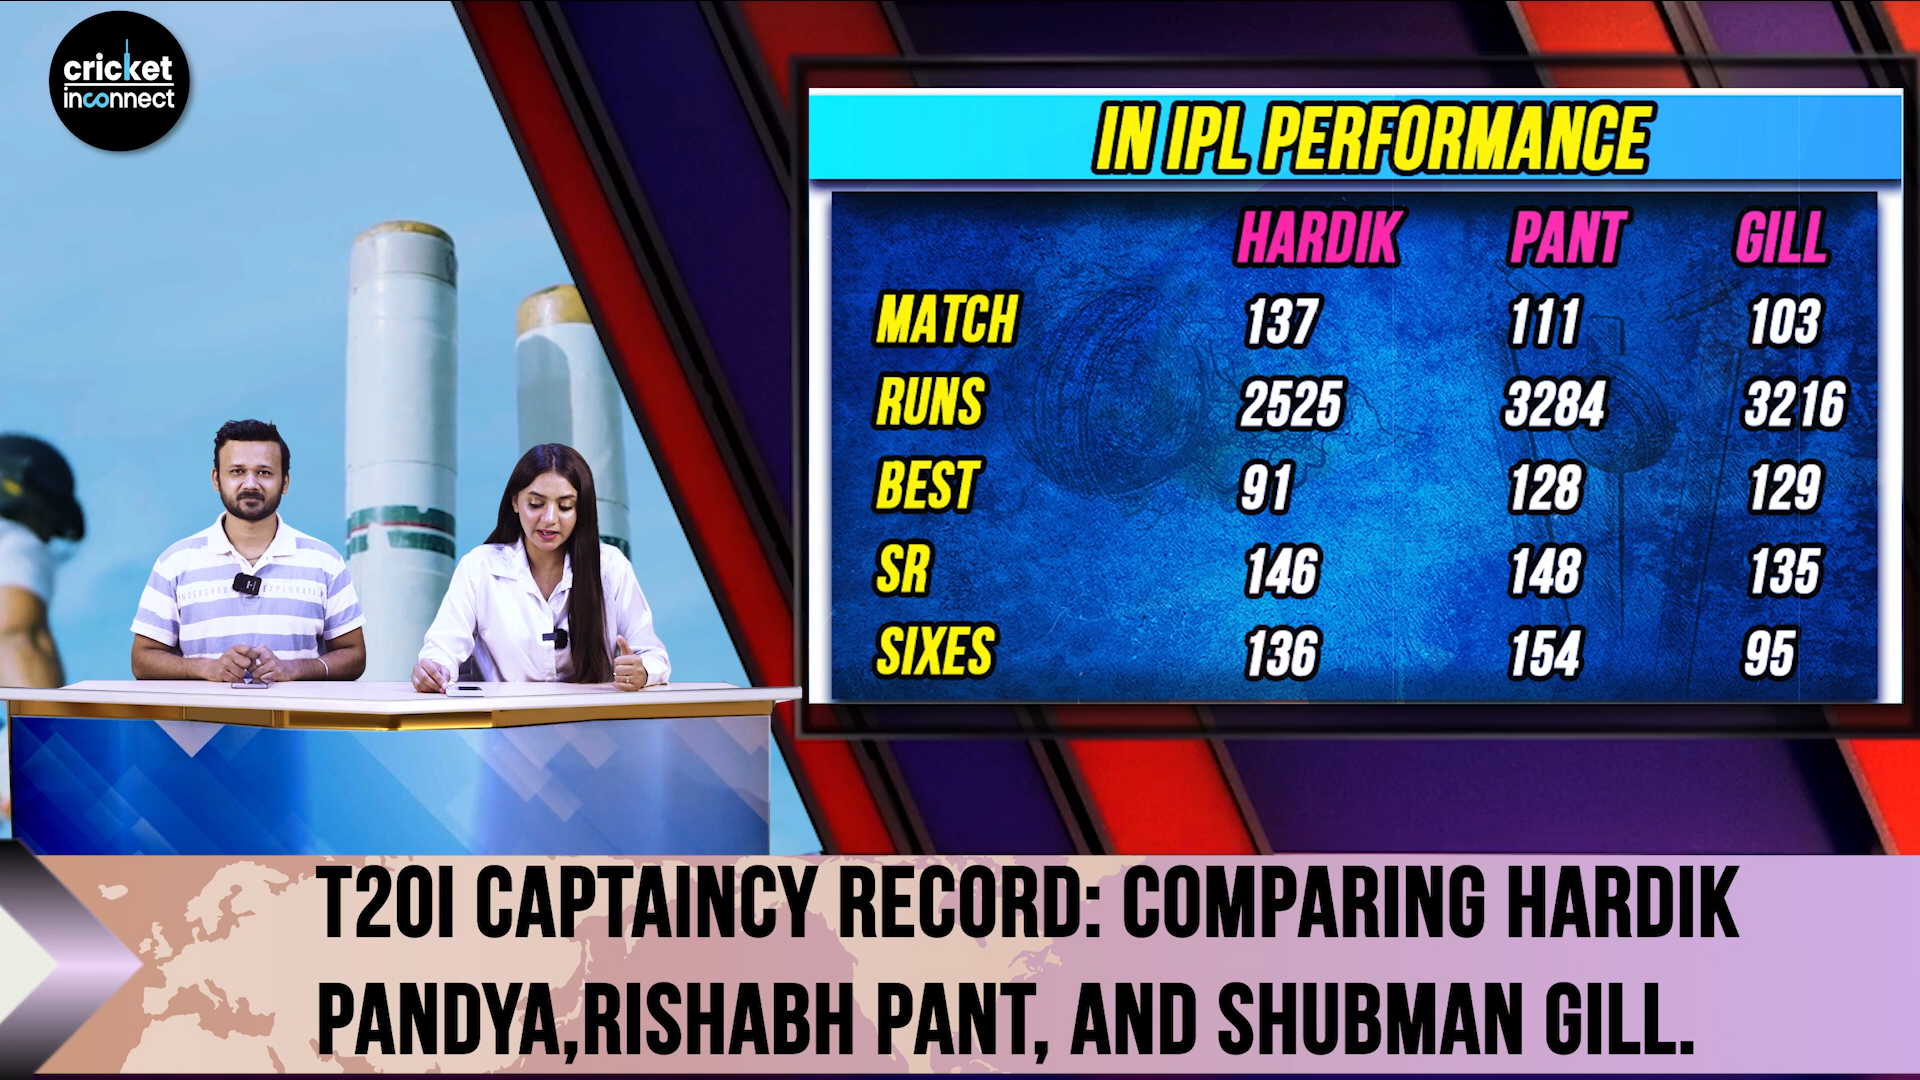 cricket
inconnect
IN IPL PERFORMANCE
HARDIK PANT GILL
MATCH 137 111 103
RUNS 2525 3284 3216
BEST 91 128 129
SR 146 148 135
SIXES 136 154 95
T20I CAPTAINCY RECORD: COMPARING HARDIK
PANDYA,RISHABH PANT, AND SHUBMAN GILL.